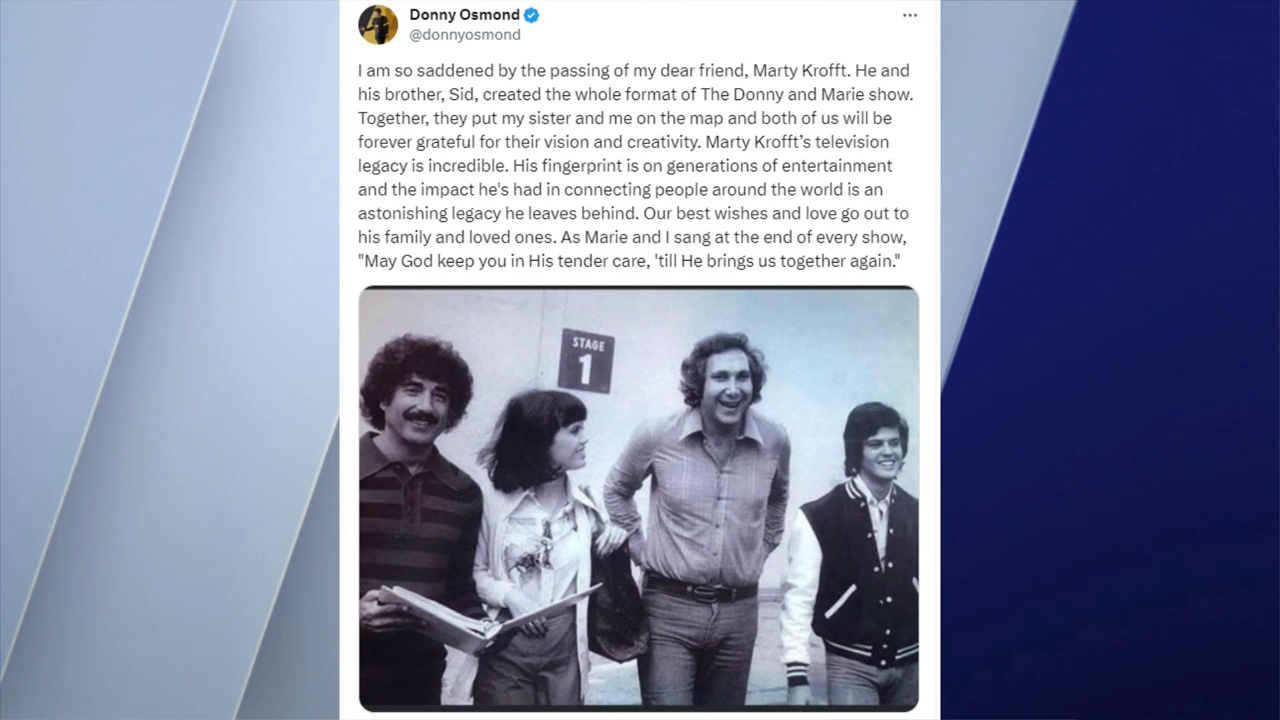 Donny Osmond
@donnyosmond
I am so saddened by the passing of my dear friend, Marty Krofft. He and
his brother, Sid, created the whole format of The Donny and Marie show.
Together, they put my sister and me on the map and both of us will be
forever grateful for their vision and creativity. Marty Krofft’s television
legacy is incredible. His fingerprint is on generations of entertainment
and the impact he's had in connecting people around the world is an
astonishing legacy he leaves behind. Our best wishes and love go out to
his family and loved ones. As Marie and I sang at the end of every show,
"May God keep you in His tender care, 'till He brings us together again."
STAGE
1